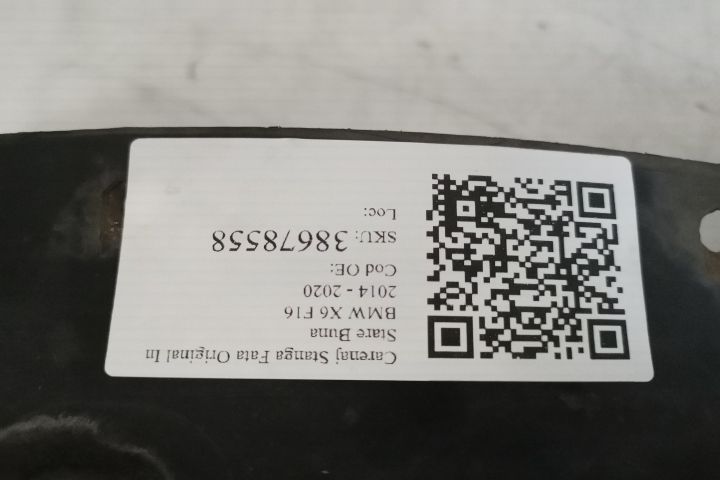 Carenaj Stanga Fata Original In
Stare Buna
BMW X6 F16
2014 - 2020
Cod OE:
SKU: 38678558
Loc: